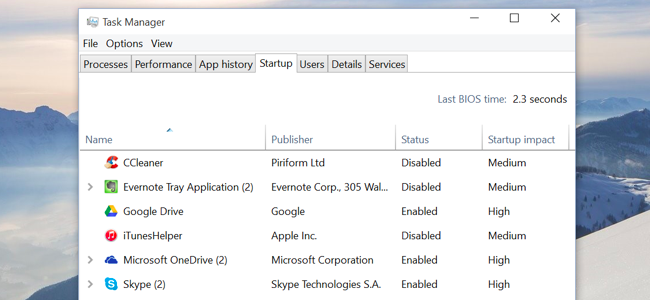 Task Manager
File Options View
Processes Performance App history Startup Users Details Services
Last BIOS time: 2.3 seconds
Name Publisher Status Startup impact
CCleaner Piriform Ltd Disabled Medium
Evernote Tray Application (2) Evernote Corp., 305 Wal... Disabled Medium
Google Drive Google Enabled High
iTunesHelper Apple Inc. Disabled Medium
Microsoft OneDrive (2) Microsoft Corporation Enabled High
Skype (2) Skype Technologies S.A. Enabled High